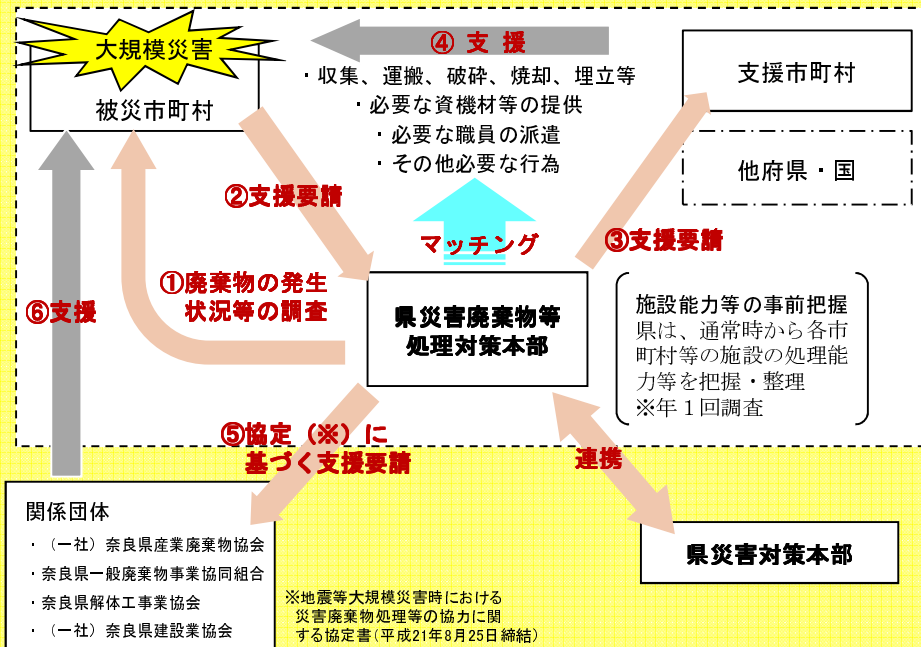 大規模災害
被災市町村
④ 支 援
・収集、運搬、破砕、焼却、埋立等
・必要な資機材等の提供
・必要な職員の派遣
・その他必要な行為
支援市町村
他府県・国
②支援要請
マッチング
③支援要請
①廃棄物の発生
状況等の調査
⑥支援
県災害廃棄物等
処理対策本部
施設能力等の事前把握
県は、通常時から各市
町村等の施設の処理能
力等を把握・整理
※年１回調査
⑤協定（※）に
基づく支援要請
連携
関係団体
・（一社）奈良県産業廃棄物協会
・奈良県一般廃棄物事業協同組合
・奈良県解体工事業協会
・（一社）奈良県建設業協会
※地震等大規模災害時における
災害廃棄物処理等の協力に関
する協定書(平成21年8月25日締結)
県災害対策本部